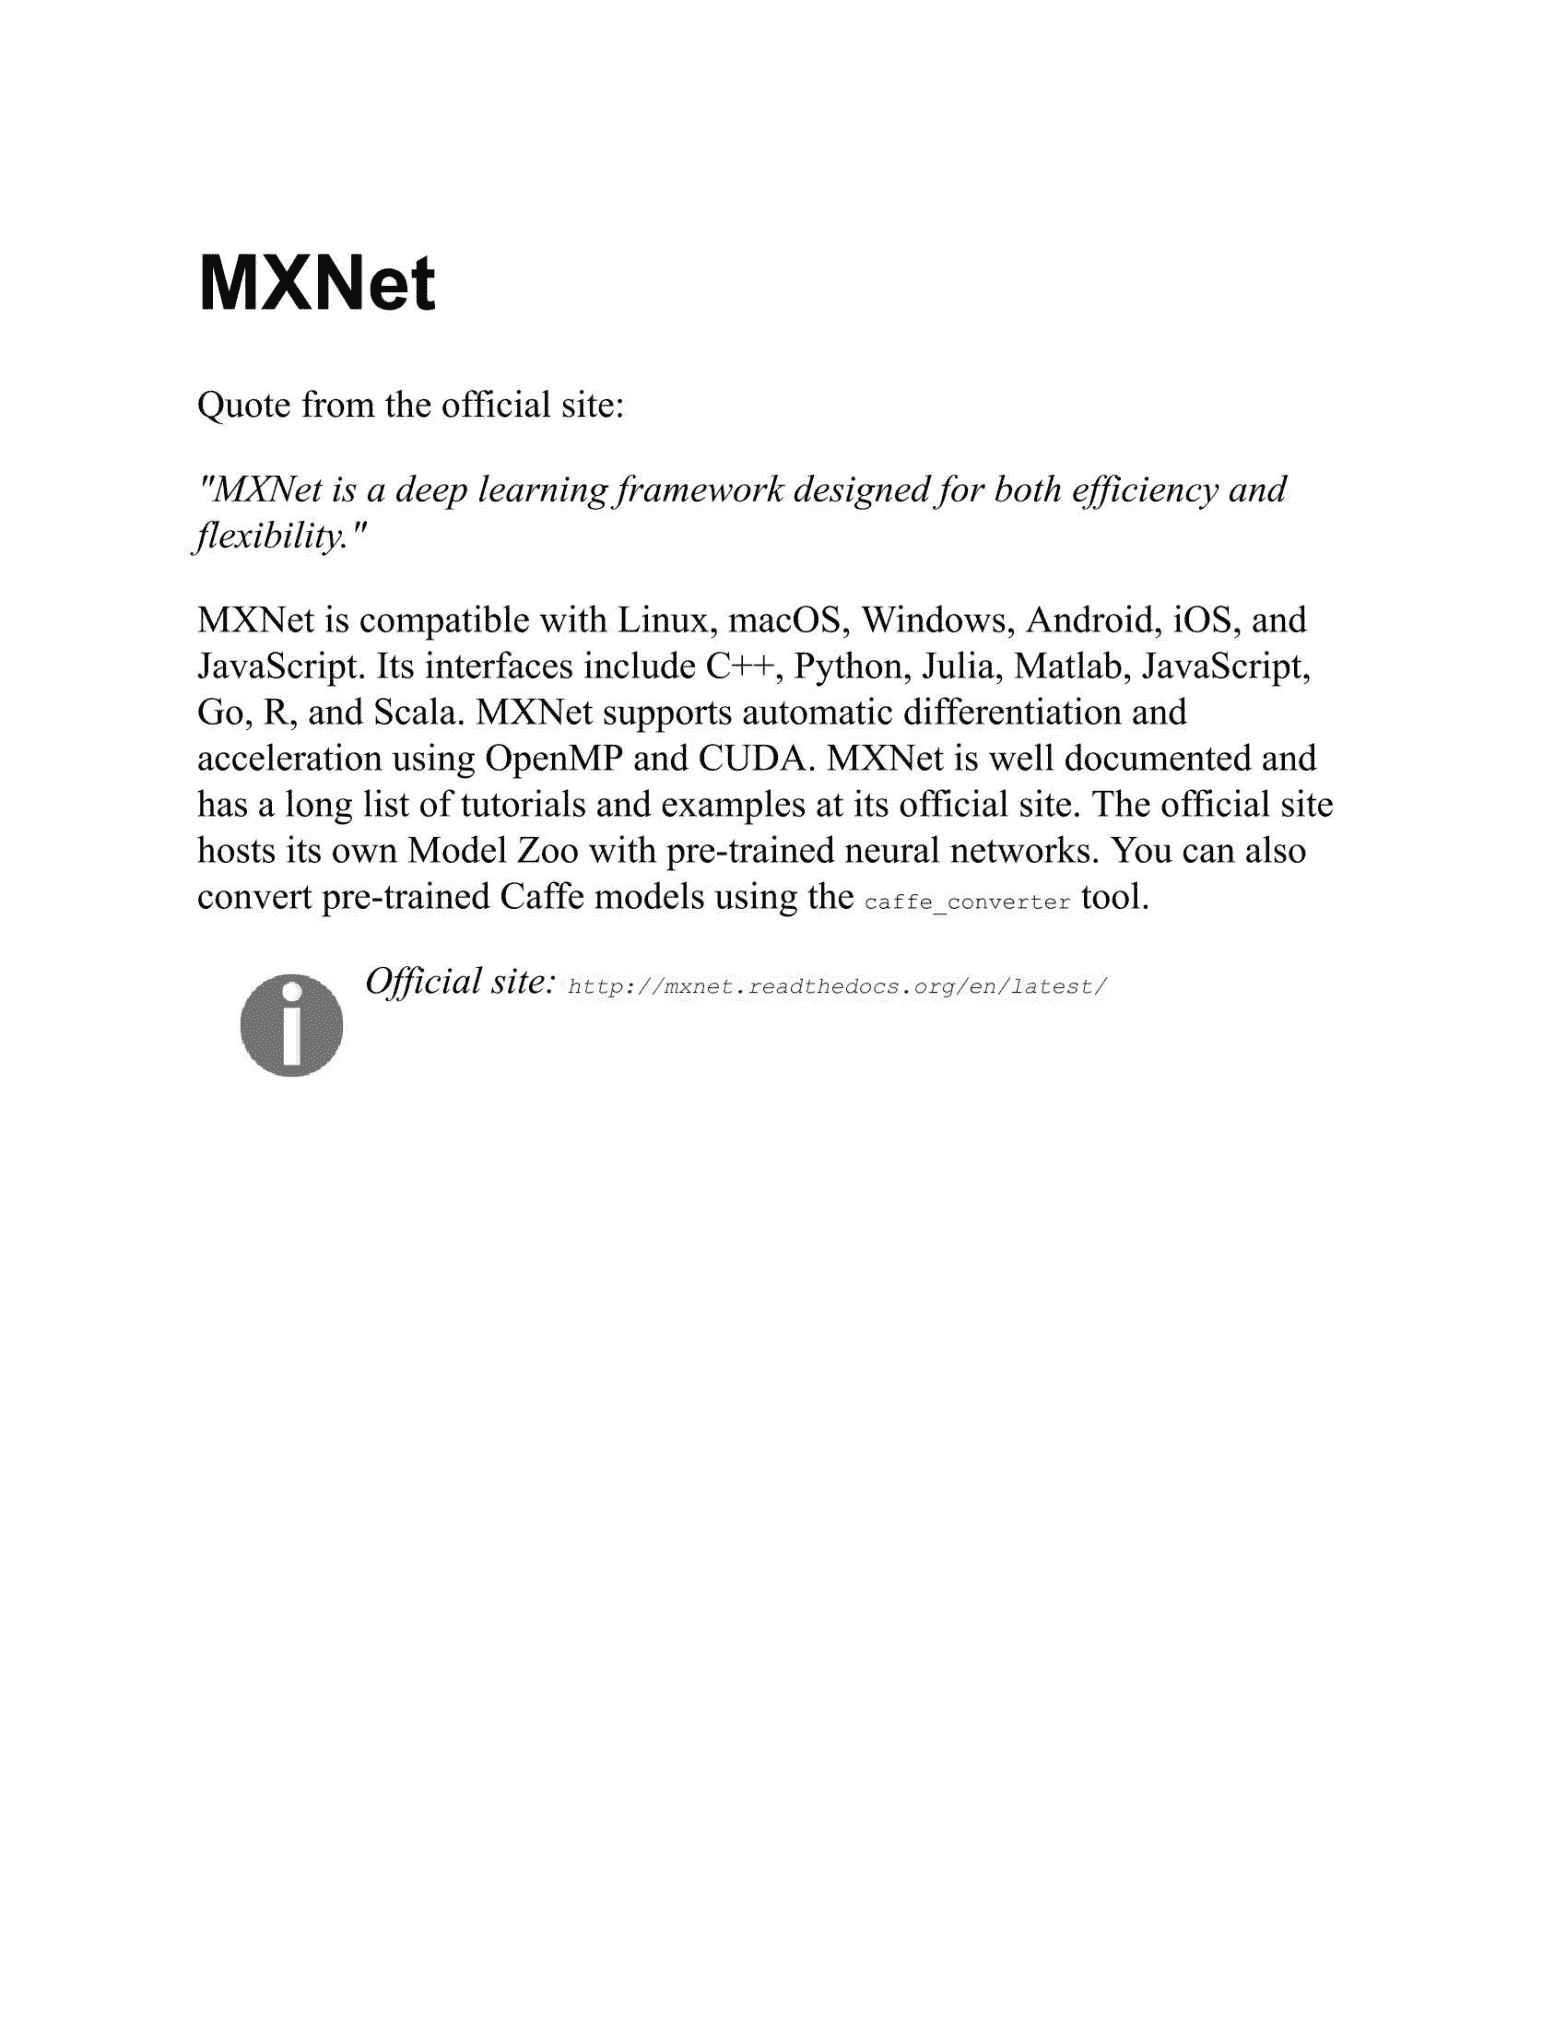 MXNet
Quote from the official site:
"MXNet is a deep learning framework designed for both efficiency and
flexibility."
MXNet is compatible with Linux, macOS, Windows, Android, iOS, and
JavaScript. Its interfaces include C++, Python, Julia, Matlab, JavaScript,
Go, R, and Scala. MXNet supports automatic differentiation and
acceleration using OpenMP and CUDA. MXNet is well documented and
has a long list of tutorials and examples at its official site. The official site
hosts its own Model Zoo with pre-trained neural networks. You can also
convert pre-trained Caffe models using the caffe_converter tool.
Official site: http://mxnet.readthedocs.org/en/latest/